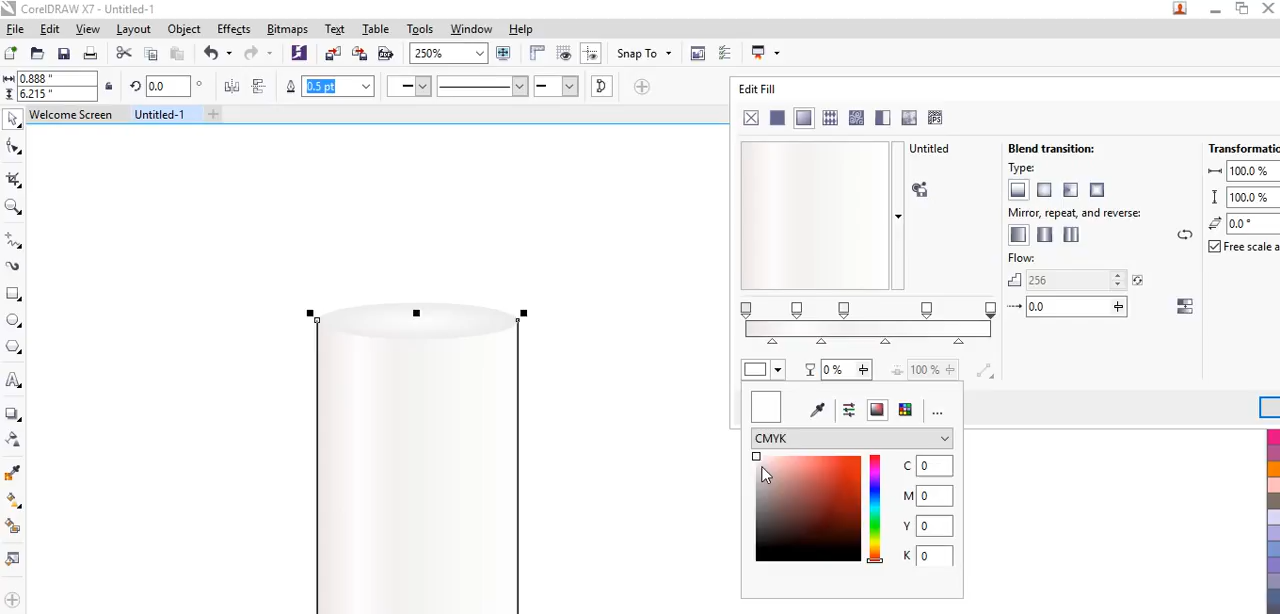 CorelDRAW X7 - Untitled-1
File Edit View Layout Object Effects Bitmaps Text Table Tools Window Help
250% Snap To
0.888 "
6.215 "
0.0 ° 0.5 pt
Welcome Screen Untitled-1
Edit Fill
Untitled
Blend transition:
Type:
Mirror, repeat, and reverse:
Flow:
256
0.0
Transformatio
100.0 %
100.0 %
0.0 °
Free scale a
0 % 100 %
CMYK
C 0
M 0
Y 0
K 0